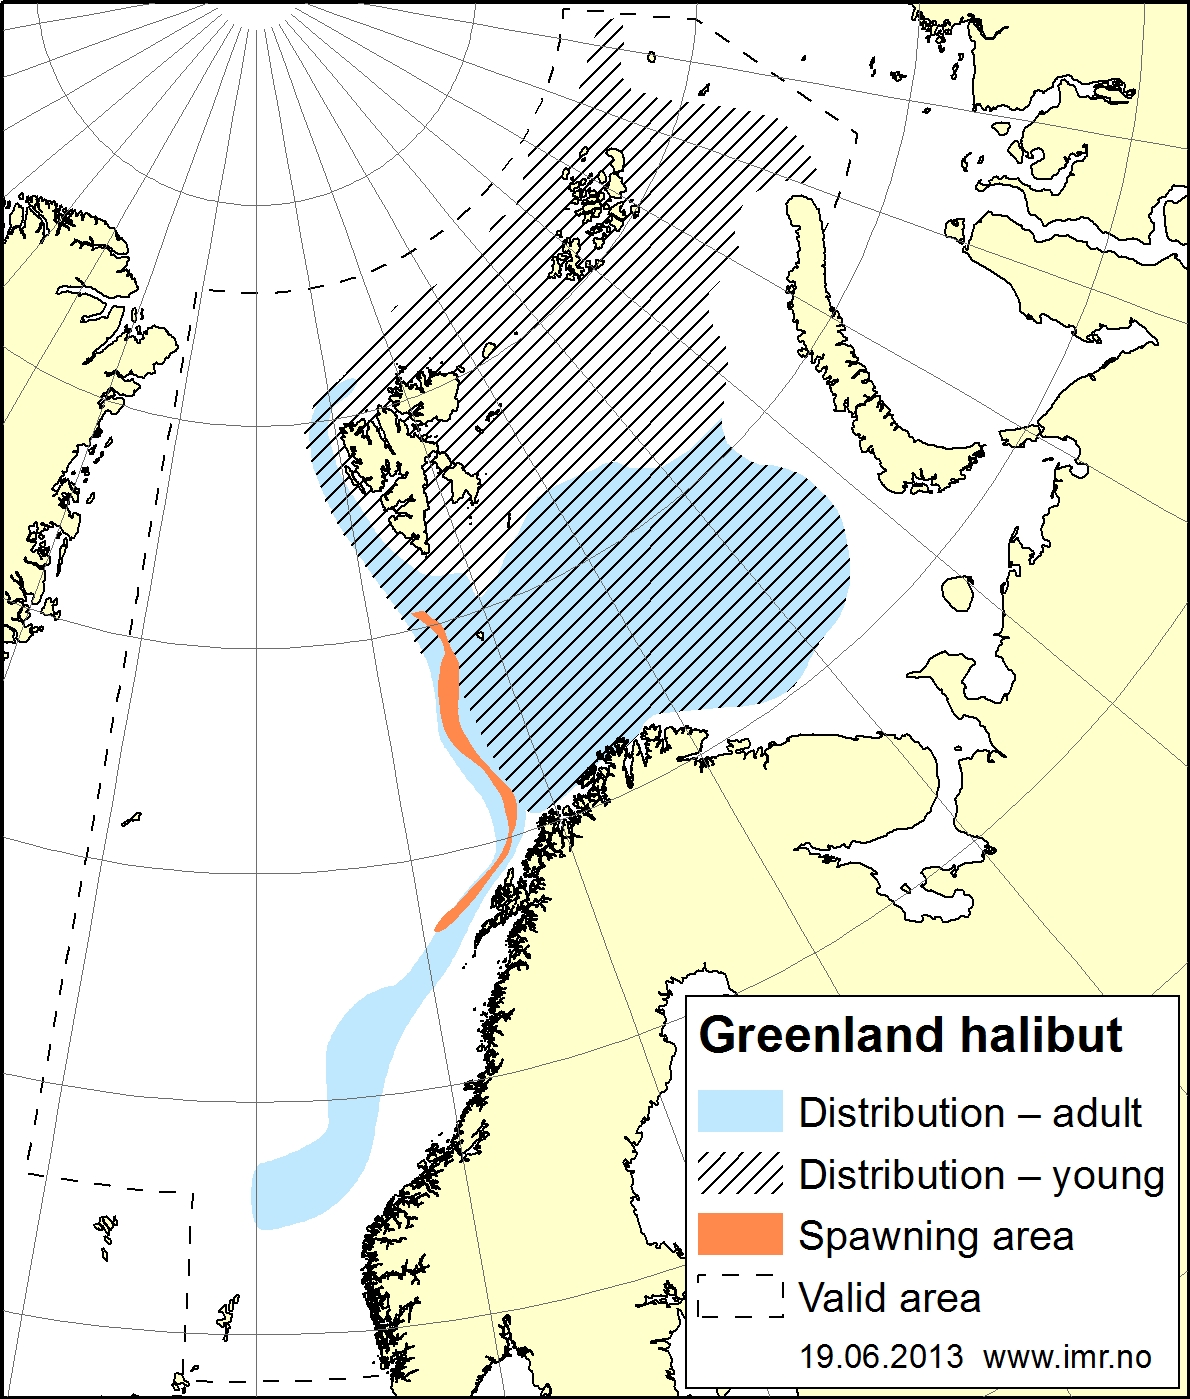 Greenland halibut
Distribution – adult
Distribution – young
Spawning area
Valid area
19.06.2013 www.imr.no